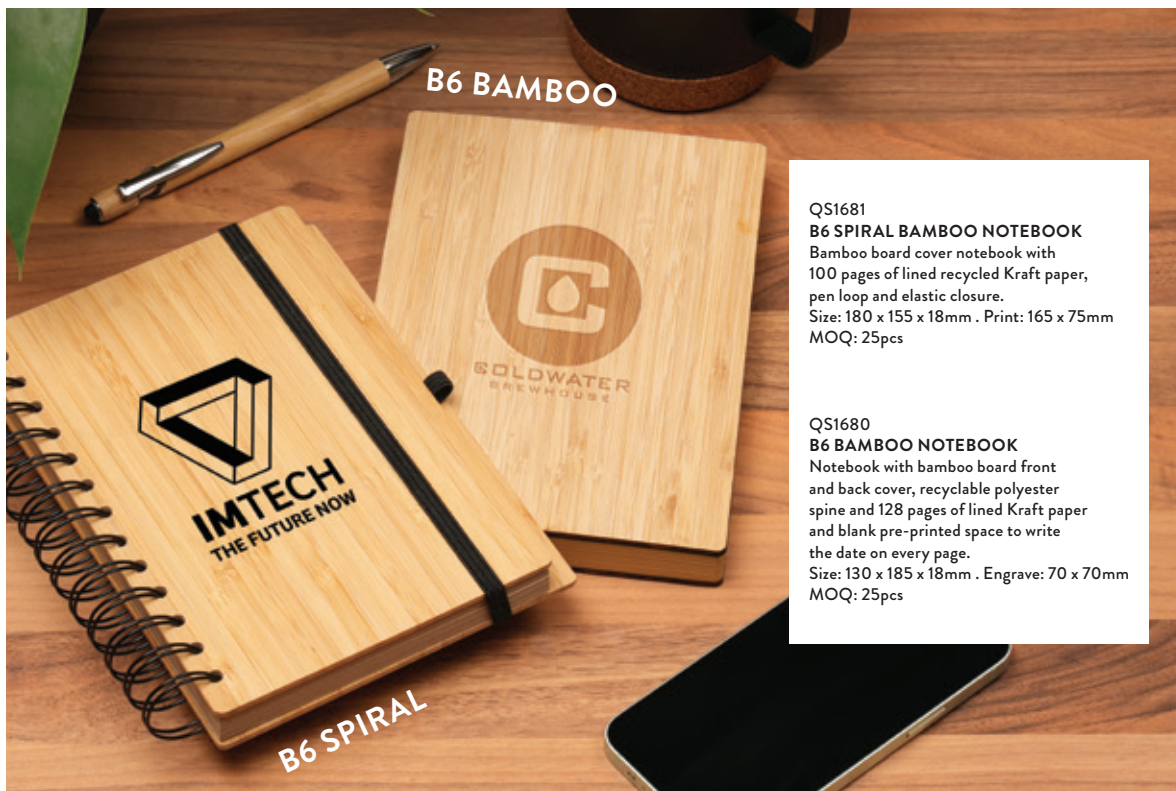 B6 BAMBOO
COLDWATER
BREWHOUSE
IMTECH
THE FUTURE NOW
B6 SPIRAL
QS1681
B6 SPIRAL BAMBOO NOTEBOOK
Bamboo board cover notebook with
100 pages of lined recycled Kraft paper,
pen loop and elastic closure.
Size: 180 x 155 x 18mm . Print: 165 x 75mm
MOQ: 25pcs
QS1680
B6 BAMBOO NOTEBOOK
Notebook with bamboo board front
and back cover, recyclable polyester
spine and 128 pages of lined Kraft paper
and blank pre-printed space to write
the date on every page.
Size: 130 x 185 x 18mm . Engrave: 70 x 70mm
MOQ: 25pcs